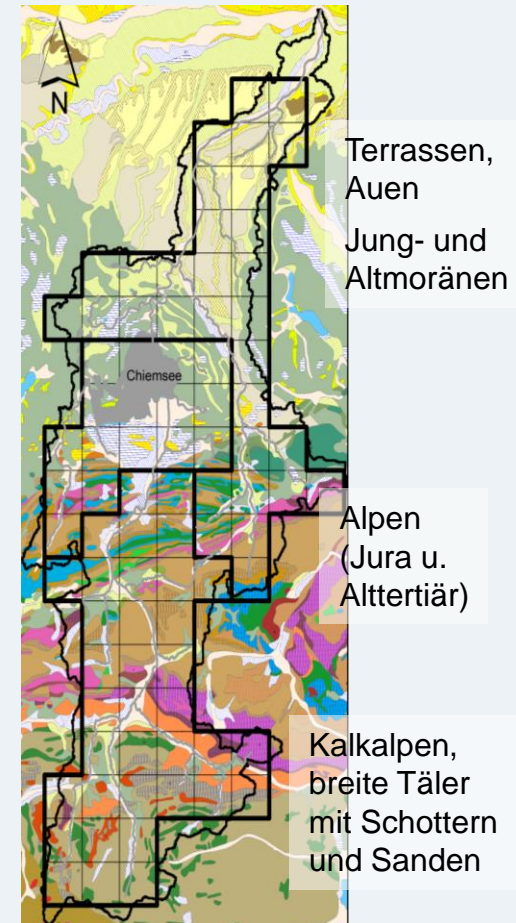 N
Terrassen,
Auen
Jung- und
Altmoränen
Chiemsee
Alpen
(Jura u.
Alttertiär)
Kalkalpen,
breite Täler
mit Schottern
und Sanden